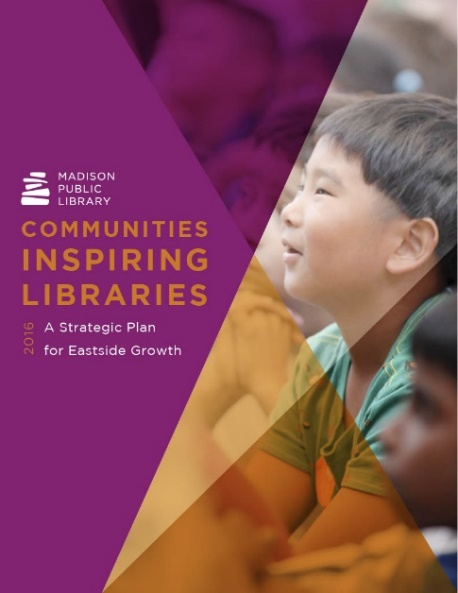 MADISON
PUBLIC
LIBRARY
COMMUNITIES
INSPIRING
LIBRARIES
2016
A Strategic Plan
for Eastside Growth